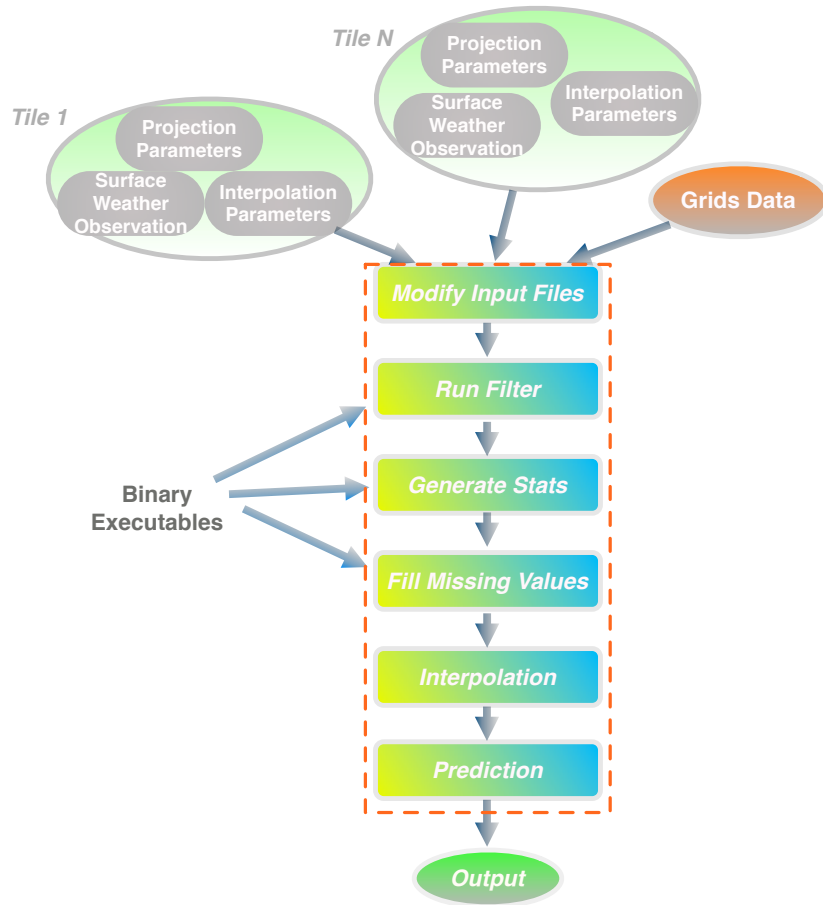 Tile N
Projection
Parameters
Interpolation
Parameters
Surface
Weather
Observation
Tile 1
Projection
Parameters
Surface
Weather
Observation
Interpolation
Parameters
Grids Data
Modify Input Files
Run Filter
Generate Stats
Binary
Executables
Fill Missing Values
Interpolation
Prediction
Output